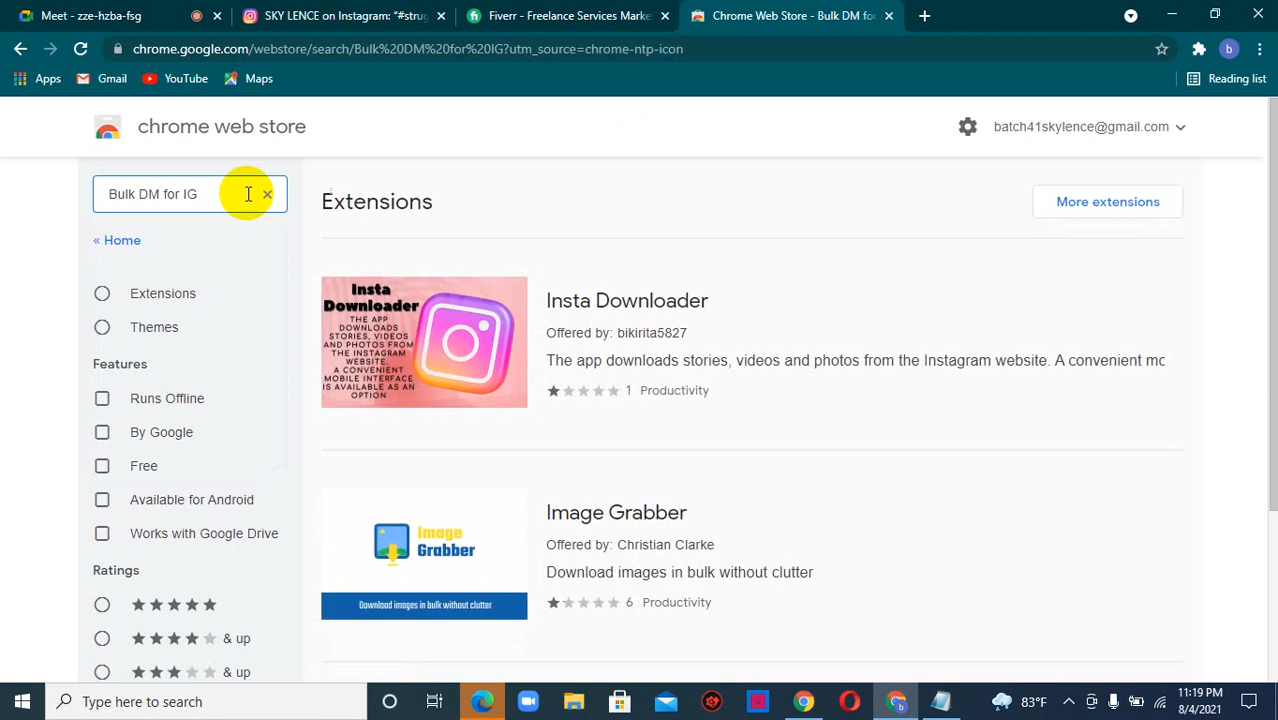 Meet - zze-hzba-fsg
SKY LENCE on Instagram: "#strug
Fiverr - Freelance Services Marke
Chrome Web Store - Bulk DM for
chrome.google.com/webstore/search/Bulk%20DM%20for%20IG?utm_source=chrome-ntp-icon
b
Apps
Gmail
YouTube
Maps
Reading list
chrome web store
batch41skylence@gmail.com
Bulk DM for IG
« Home
Extensions
Themes
Features
Runs Offline
By Google
Free
Available for Android
Works with Google Drive
Ratings
& up
& up
Extensions
More extensions
Insta
Downloader
THE APP
DOWNLOADS
STORIES, VIDEOS
AND PHOTOS FROM
THE INSTAGRAM
WEBSITE.
A CONVENIENT
MOBILE INTERFACE
IS AVAILABLE AS AN
OPTION
Insta Downloader
Offered by: bikirita5827
The app downloads stories, videos and photos from the Instagram website. A convenient mc
1 Productivity
Image
Grabber
Download images in bulk without clutter
Image Grabber
Offered by: Christian Clarke
Download images in bulk without clutter
6 Productivity
Type here to search
83°F
11:19 PM
8/4/2021